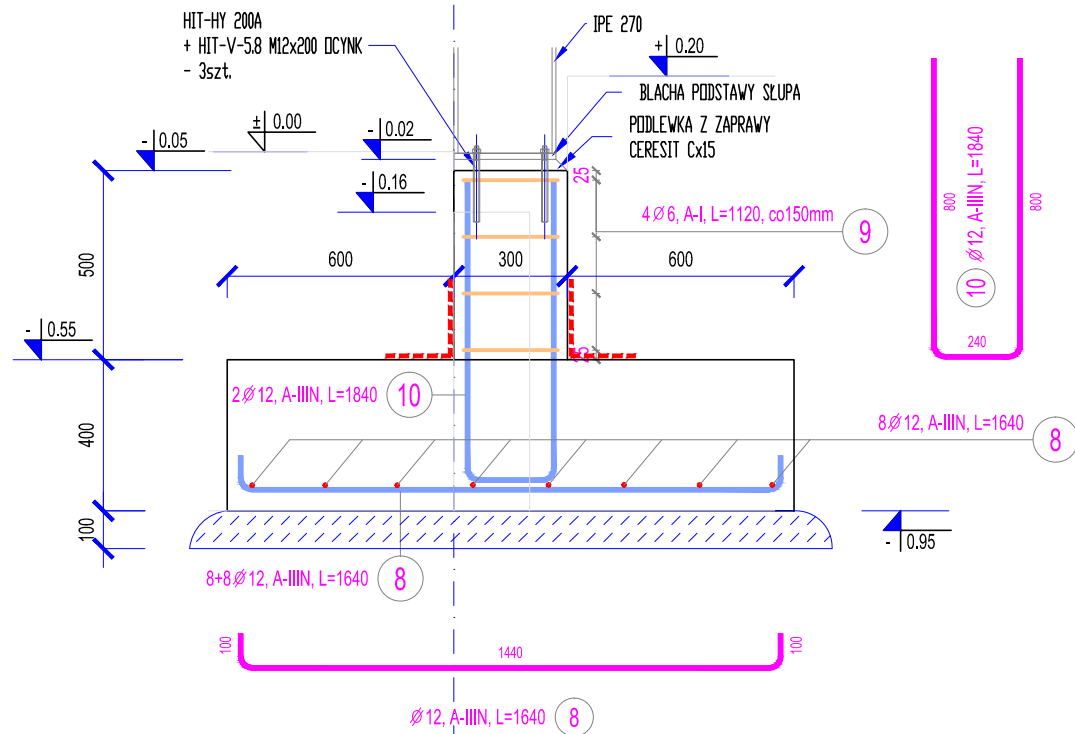 HIT-HY 200A
+ HIT-V-5.8 M12x200 OCYNK
- 3szt.
IPE 270
+ 0.20
BLACHA PODSTAWY SŁUPA
PODLEWKA Z ZAPRAWY
CERESIT Cx15
± 0.00
- 0.05
- 0.02
- 0.16
25
4Ø6, A-I, L=1120, co150mm
9
800
10 Ø12, A-IIIN, L=1840
800
240
500
600
300
600
- 0.55
25
2Ø12, A-IIIN, L=1840
10
8Ø12, A-IIIN, L=1640
8
400
100
- 0.95
8+8Ø12, A-IIIN, L=1640
8
100
1440
100
Ø12, A-IIIN, L=1640
8